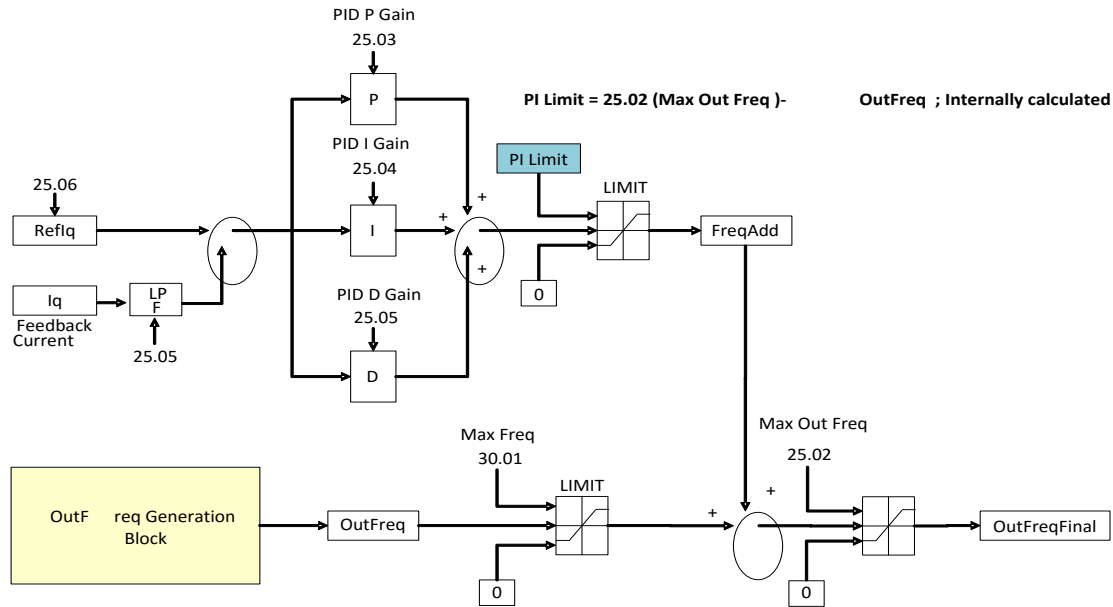 PID P Gain
25.03
P
PI Limit = 25.02 (Max Out Freq )- OutFreq ; Internally calculated
PID I Gain
25.04
PI Limit
25.06
LIMIT
+
RefIq
I
+
FreqAdd
+
Iq
LP
F
0
PID D Gain
25.05
Feedback
Current
25.05
D
Max Out Freq
25.02
Max Freq
30.01
LIMIT
+
OutF req Generation
Block
OutFreq
+
OutFreqFinal
0
0